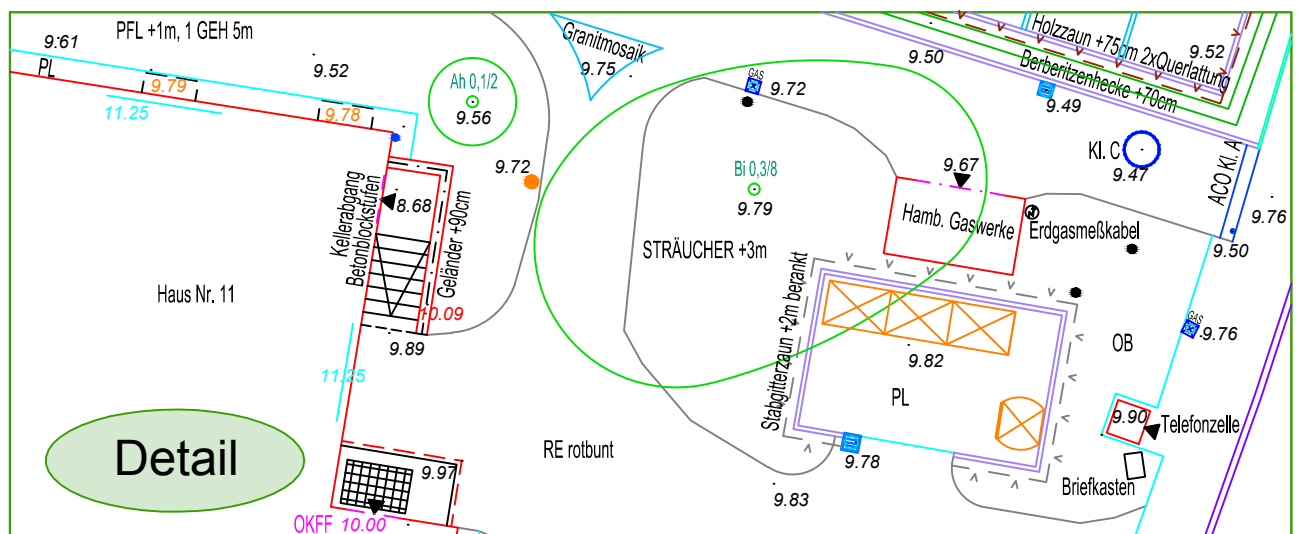 PFL +1m, 1 GEH 5m
9.61
PL
9.52
9.79
11.25
9.78
Ah 0,1/2
9.56
Granitmosaik
9.75
GAS
9.72
9.50
Holzzaun +75cm 2xQuerlattung
9.52
Berberitzenhecke +70cm
9.49
Kl. C
9.47
ACO Kl. A
9.76
9.50
9.72
Bi 0,3/8
9.79
9.67
Hamb. Gaswerke
Erdgasmeßkabel
8.68
Kellerabgang
Betonblockstufen
Geländer +90cm
10.09
9.89
Haus Nr. 11
11.25
STRÄUCHER +3m
Stabgitterzaun +2m berankt
9.82
PL
OB
GAS
9.76
9.90
Telefonzelle
Briefkasten
Detail
RE rotbunt
9.78
9.83
9.97
OKFF 10.00